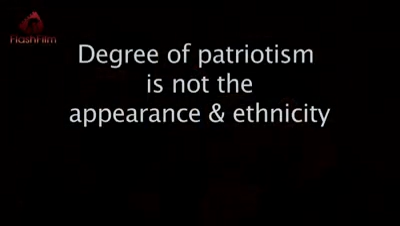 FlashFilm
Degree of patriotism
is not the
appearance & ethnicity